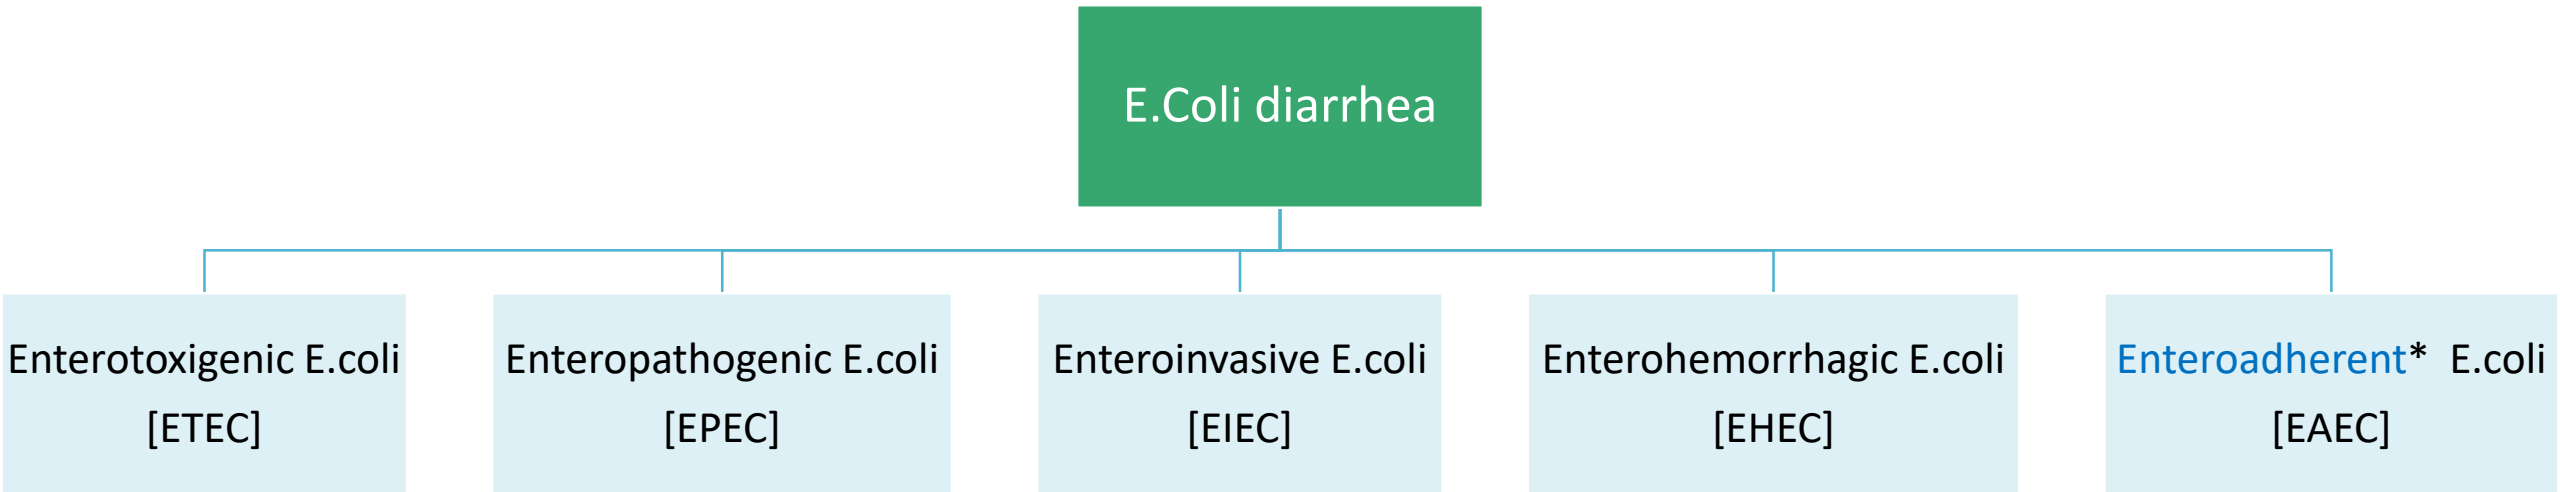 E.Coli diarrhea
Enterotoxigenic E.coli
[ETEC]
Enteropathogenic E.coli
[EPEC]
Enteroinvasive E.coli
[EIEC]
Enterohemorrhagic E.coli
[EHEC]
Enteroadherent* E.coli
[EAEC]